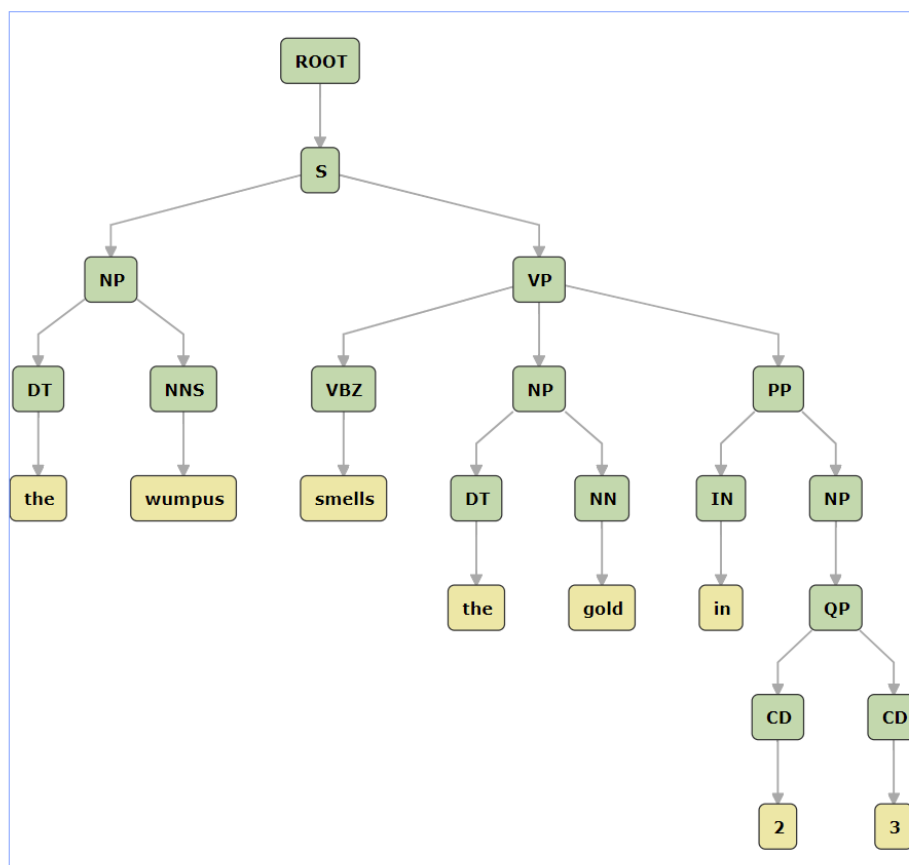 ROOT
S
NP VP
DT NNS VBZ NP PP
the wumpus smells DT NN IN NP
the gold in QP
CD CD
2 3